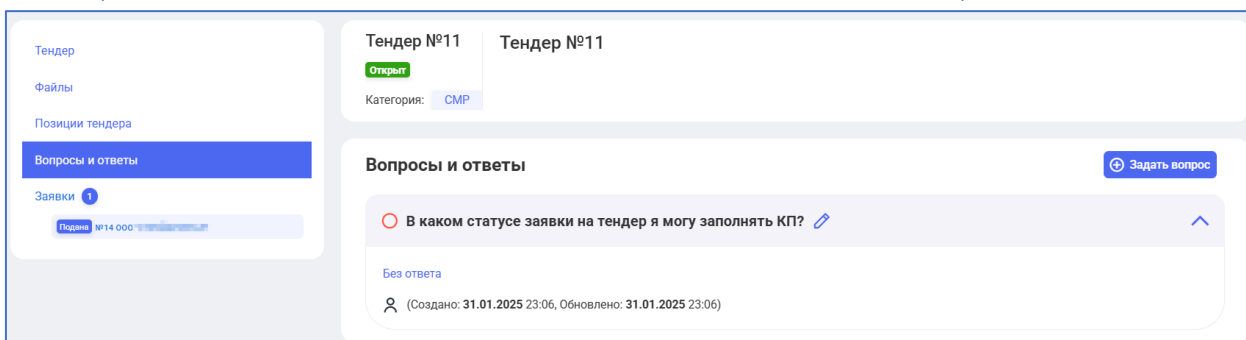 Тендер
Файлы
Позиции тендера
Вопросы и ответы
Заявки 1
Подана №14 ООО
Тендер №11
Тендер №11
Открыт
Категория: СМР
Вопросы и ответы
Задать вопрос
В каком статусе заявки на тендер я могу заполнять КП?
Без ответа
(Создано: 31.01.2025 23:06, Обновлено: 31.01.2025 23:06)